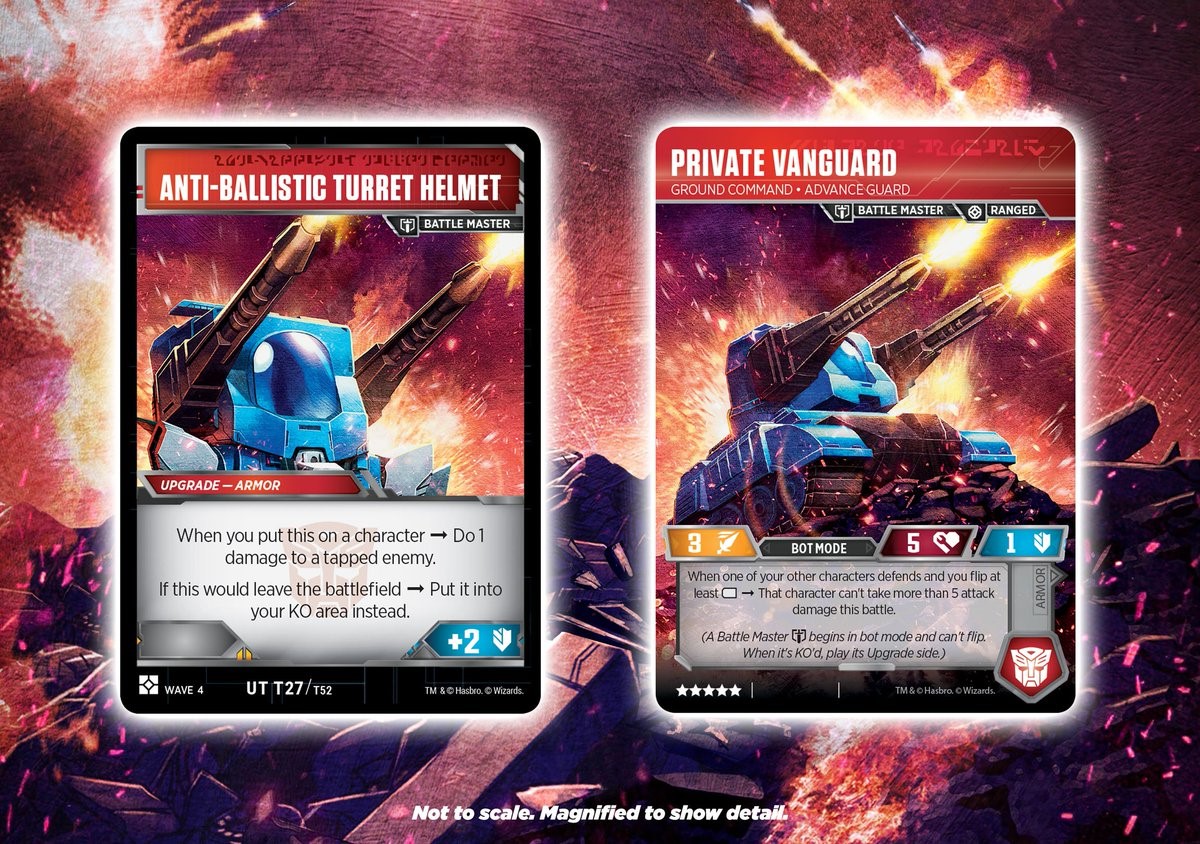 ANTI-BALLISTIC TURRET HELMET
BATTLE MASTER
UPGRADE — ARMOR
When you put this on a character ➞ Do 1
damage to a tapped enemy.
If this would leave the battlefield ➞ Put it into
your KO area instead.
+2
WAVE 4
UT T27/T52
TM & © Hasbro. © Wizards.
PRIVATE VANGUARD
GROUND COMMAND • ADVANCE GUARD
BATTLE MASTER
RANGED
3
BOT MODE
5
1
When one of your other characters defends and you flip at
least ➞ That character can't take more than 5 attack
damage this battle.
(A Battle Master begins in bot mode and can't flip.
When it's KO'd, play its Upgrade side.)
ARMOR
★★★★★
TM & © Hasbro. © Wizards.
Not to scale. Magnified to show detail.